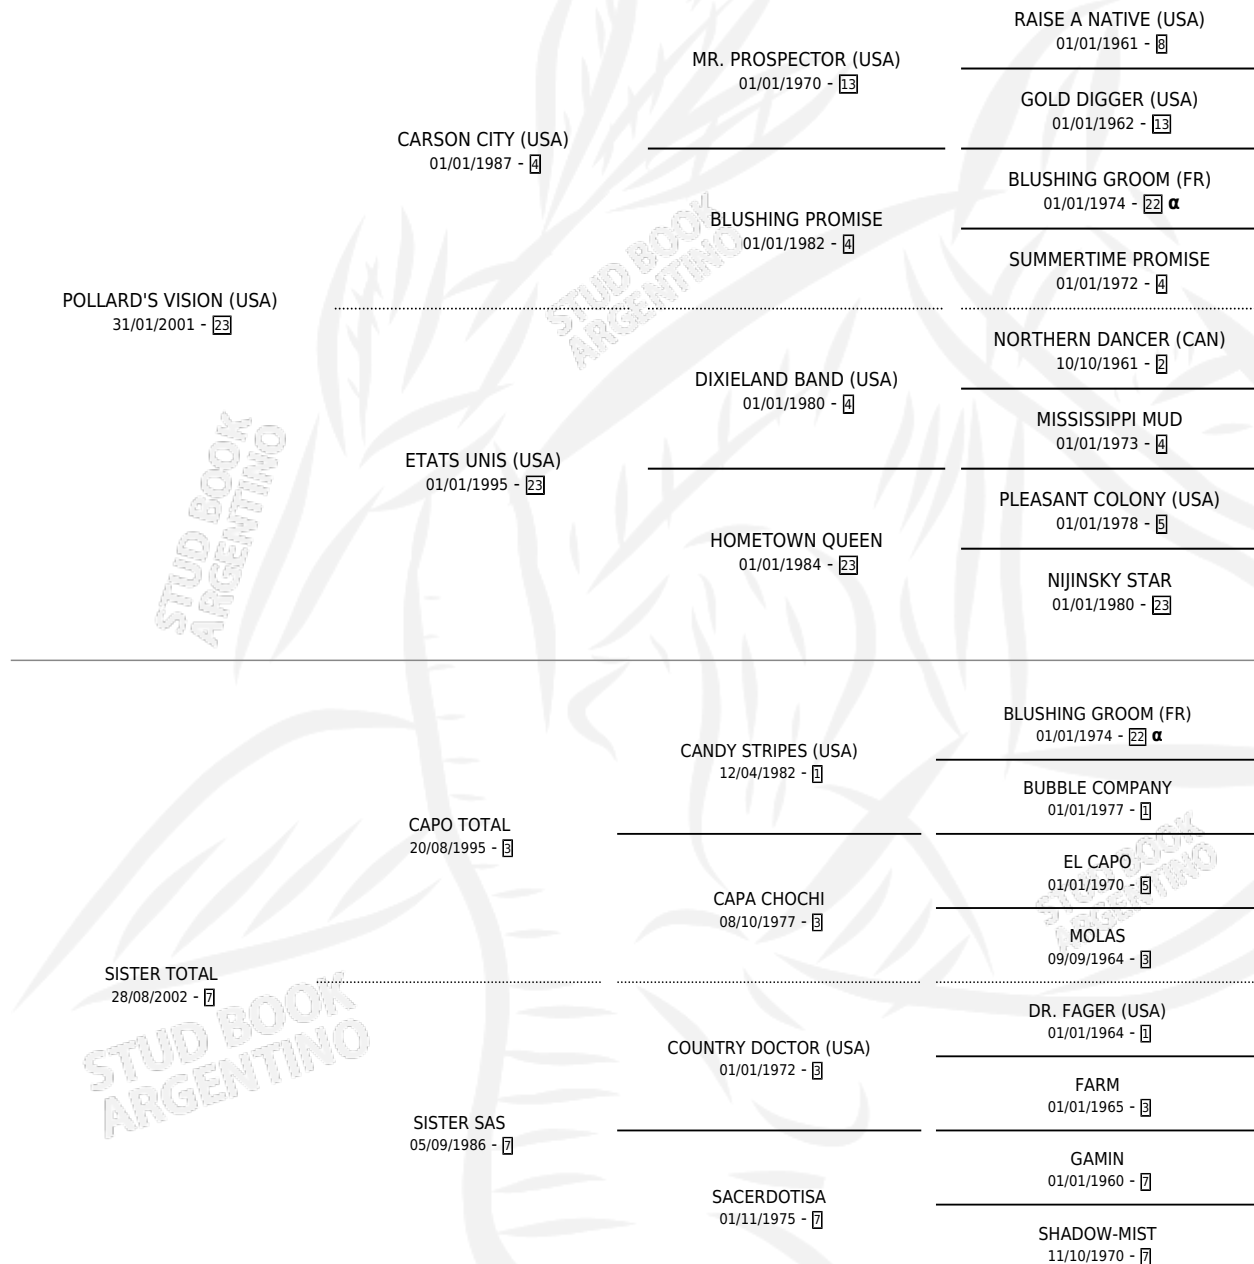 RAISE A NATIVE (USA)
01/01/1961 - 8
MR. PROSPECTOR (USA)
01/01/1970 - 13
GOLD DIGGER (USA)
01/01/1962 - 13
CARSON CITY (USA)
01/01/1987 - 4
BLUSHING GROOM (FR)
01/01/1974 - 22 α
BLUSHING PROMISE
01/01/1982 - 4
SUMMERTIME PROMISE
01/01/1972 - 4
POLLARD'S VISION (USA)
31/01/2001 - 23
NORTHERN DANCER (CAN)
10/10/1961 - 2
DIXIELAND BAND (USA)
01/01/1980 - 4
MISSISSIPPI MUD
01/01/1973 - 4
ETATS UNIS (USA)
01/01/1995 - 23
PLEASANT COLONY (USA)
01/01/1978 - 5
HOMETOWN QUEEN
01/01/1984 - 23
NIJINSKY STAR
01/01/1980 - 23
BLUSHING GROOM (FR)
01/01/1974 - 22 α
CANDY STRIPES (USA)
12/04/1982 - 1
BUBBLE COMPANY
01/01/1977 - 1
CAPO TOTAL
20/08/1995 - 3
EL CAPO
01/01/1970 - 5
CAPA CHOCHI
08/10/1977 - 3
MOLAS
09/09/1964 - 3
SISTER TOTAL
28/08/2002 - 7
DR. FAGER (USA)
01/01/1964 - 1
COUNTRY DOCTOR (USA)
01/01/1972 - 3
FARM
01/01/1965 - 3
SISTER SAS
05/09/1986 - 7
GAMIN
01/01/1960 - 7
SACERDOTISA
01/11/1975 - 7
SHADOW-MIST
11/10/1970 - 7
STUD BOOK
ARGENTINO
STUD BOOK
ARGENTINO
STUD BOOK
ARGENTINO
STUD BOOK
ARGENTINO